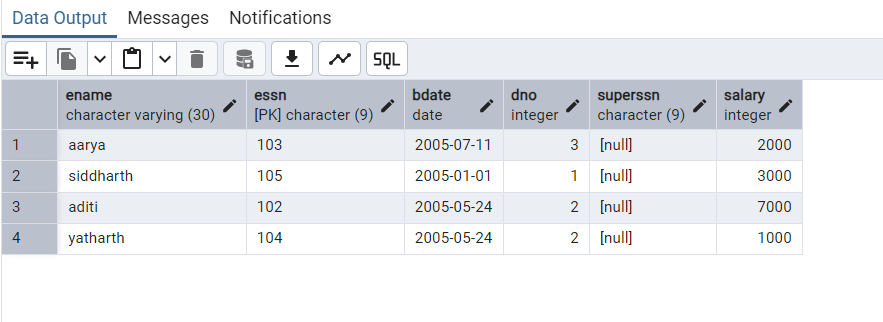 Data Output Messages Notifications
SQL
ename essn bdate dno superssn salary
character varying (30) [PK] character (9) date integer character (9) integer
1 aarya 103 2005-07-11 3 [null] 2000
2 siddharth 105 2005-01-01 1 [null] 3000
3 aditi 102 2005-05-24 2 [null] 7000
4 yatharth 104 2005-05-24 2 [null] 1000